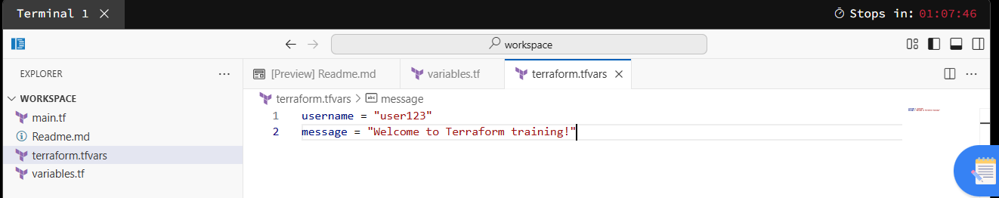 Terminal 1
Stops in: 01:07:46
workspace
EXPLORER
[Preview] Readme.md
variables.tf
terraform.tfvars
WORKSPACE
main.tf
Readme.md
terraform.tfvars
variables.tf
terraform.tfvars > message
1 username = "user123"
2 message = "Welcome to Terraform training!"